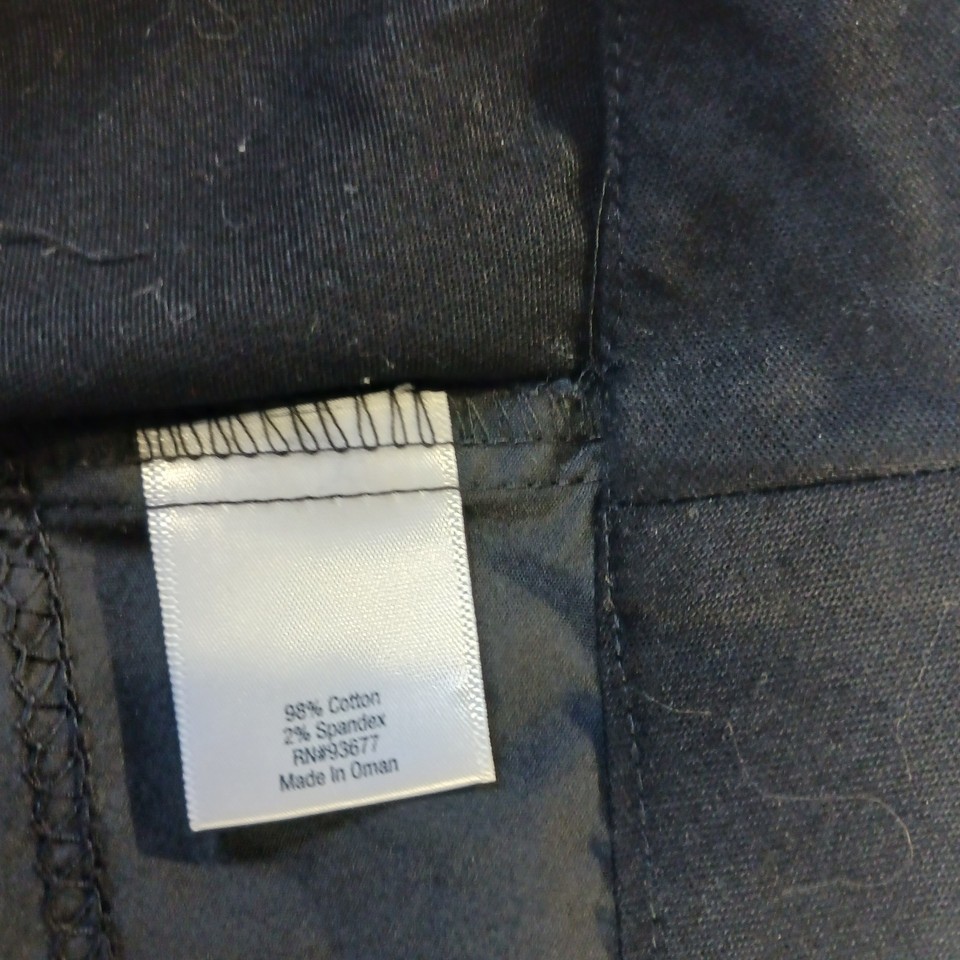 98% Cotton
2% Spandex
RN#93677
Made In Oman